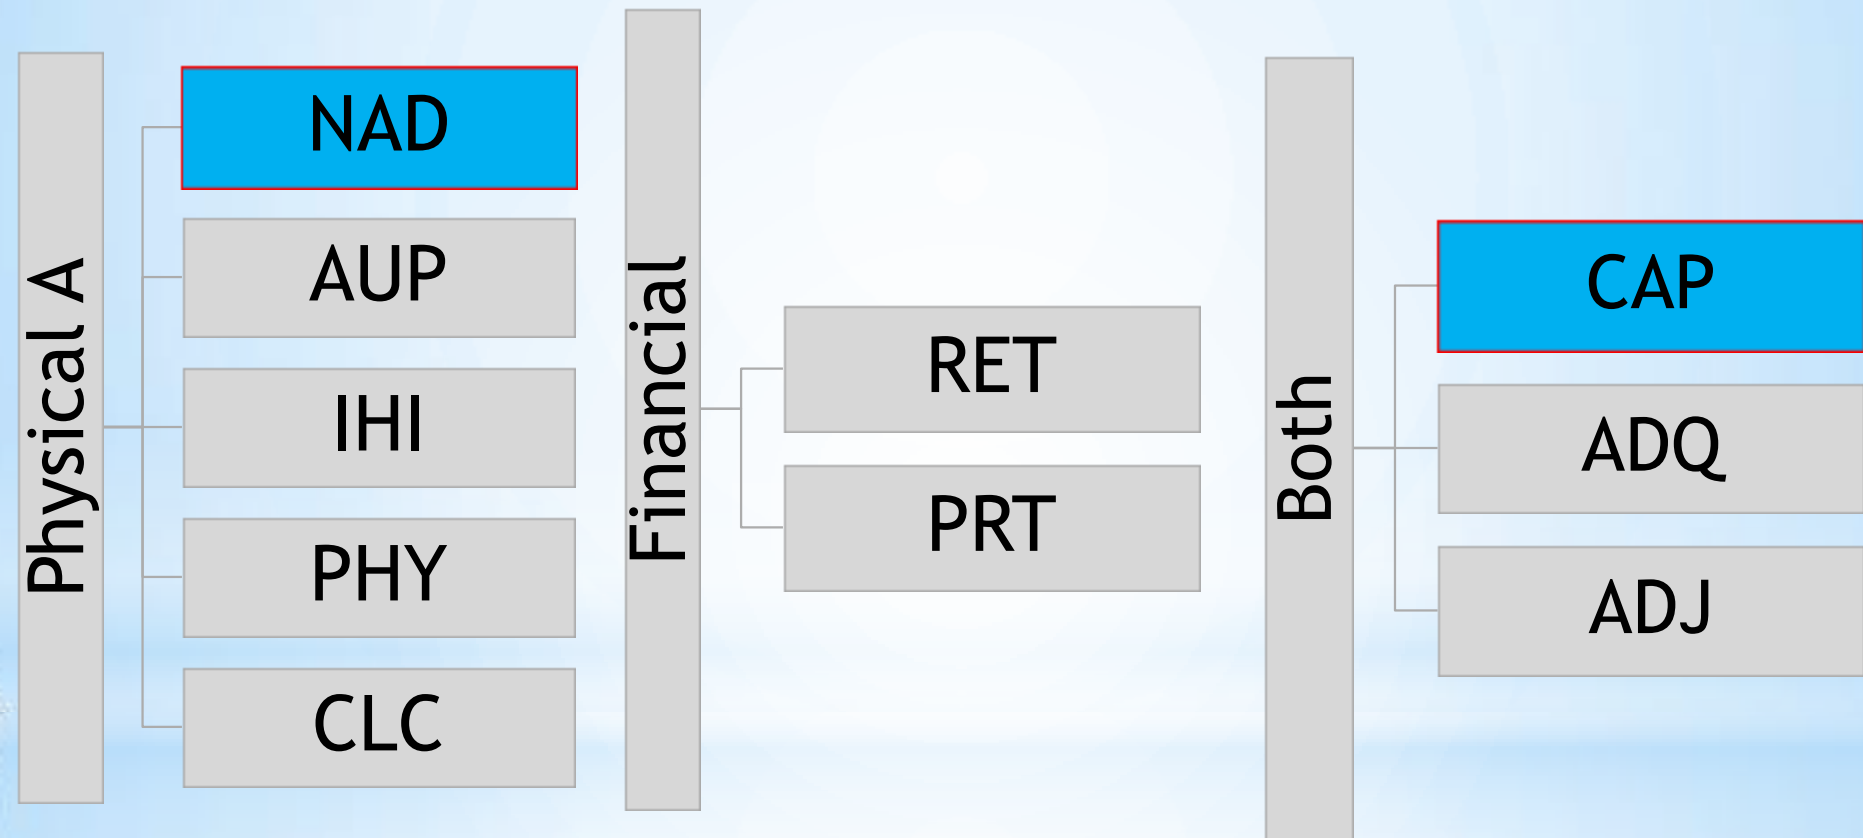 Physical A
NAD
AUP
IHI
PHY
CLC
Financial
RET
PRT
Both
CAP
ADQ
ADJ